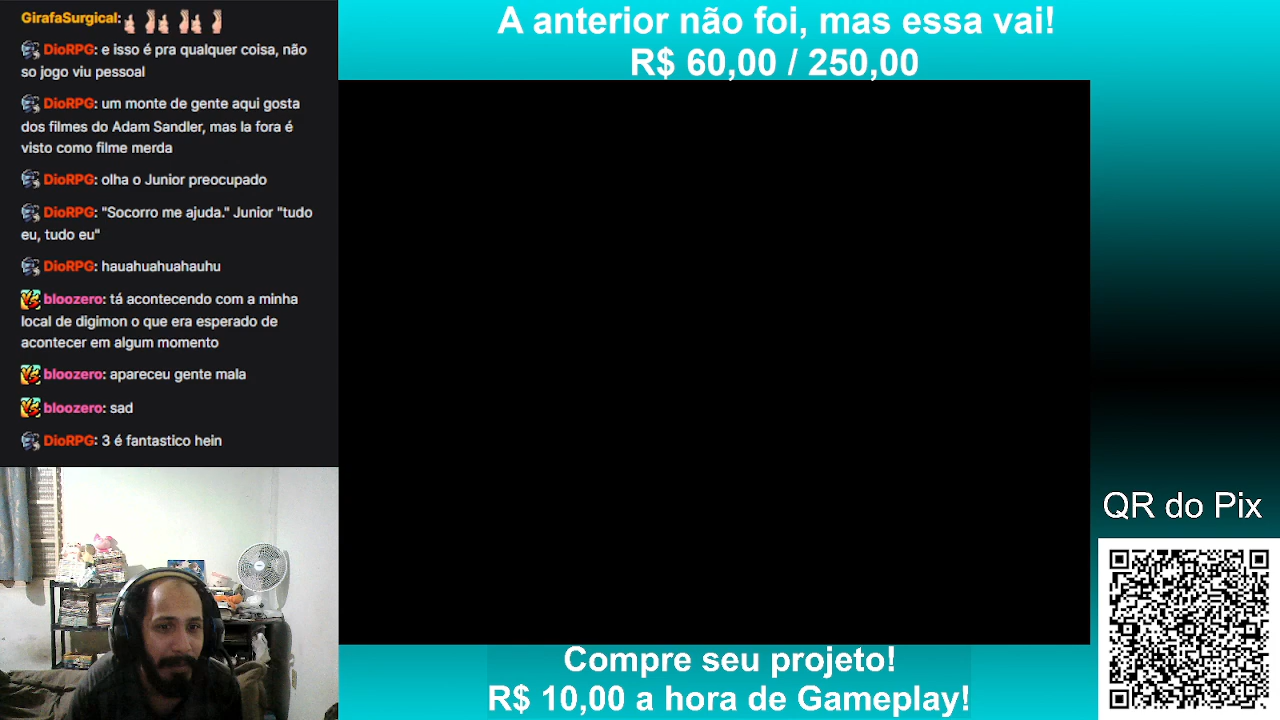 GirafaSurgical:
DioRPG: e isso é pra qualquer coisa, não
so jogo viu pessoal
DioRPG: um monte de gente aqui gosta
dos filmes do Adam Sandler, mas la fora é
visto como filme merda
DioRPG: olha o Junior preocupado
DioRPG: "Socorro me ajuda." Junior "tudo
eu, tudo eu"
DioRPG: hauahuahuahauhu
bloozero: tá acontecendo com a minha
local de digimon o que era esperado de
acontecer em algum momento
bloozero: apareceu gente mala
bloozero: sad
DioRPG: 3 é fantastico hein
A anterior não foi, mas essa vai!
R$ 60,00 / 250,00
QR do Pix
Compre seu projeto!
R$ 10,00 a hora de Gameplay!